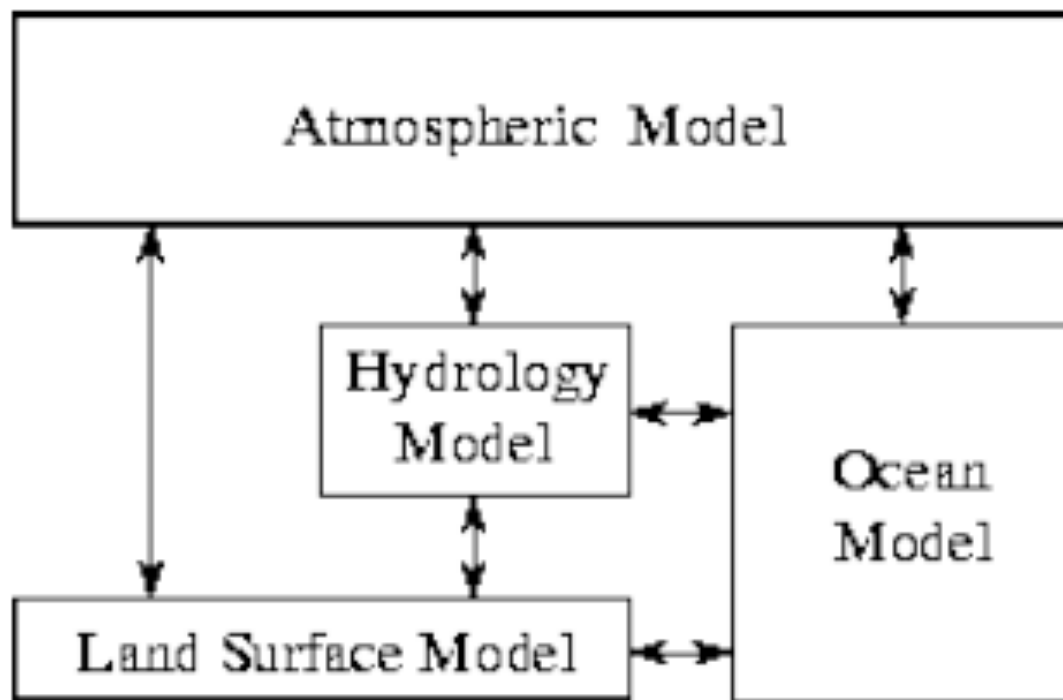 Atmospheric Model
Hydrology
Model
Ocean
Model
Land Surface Model